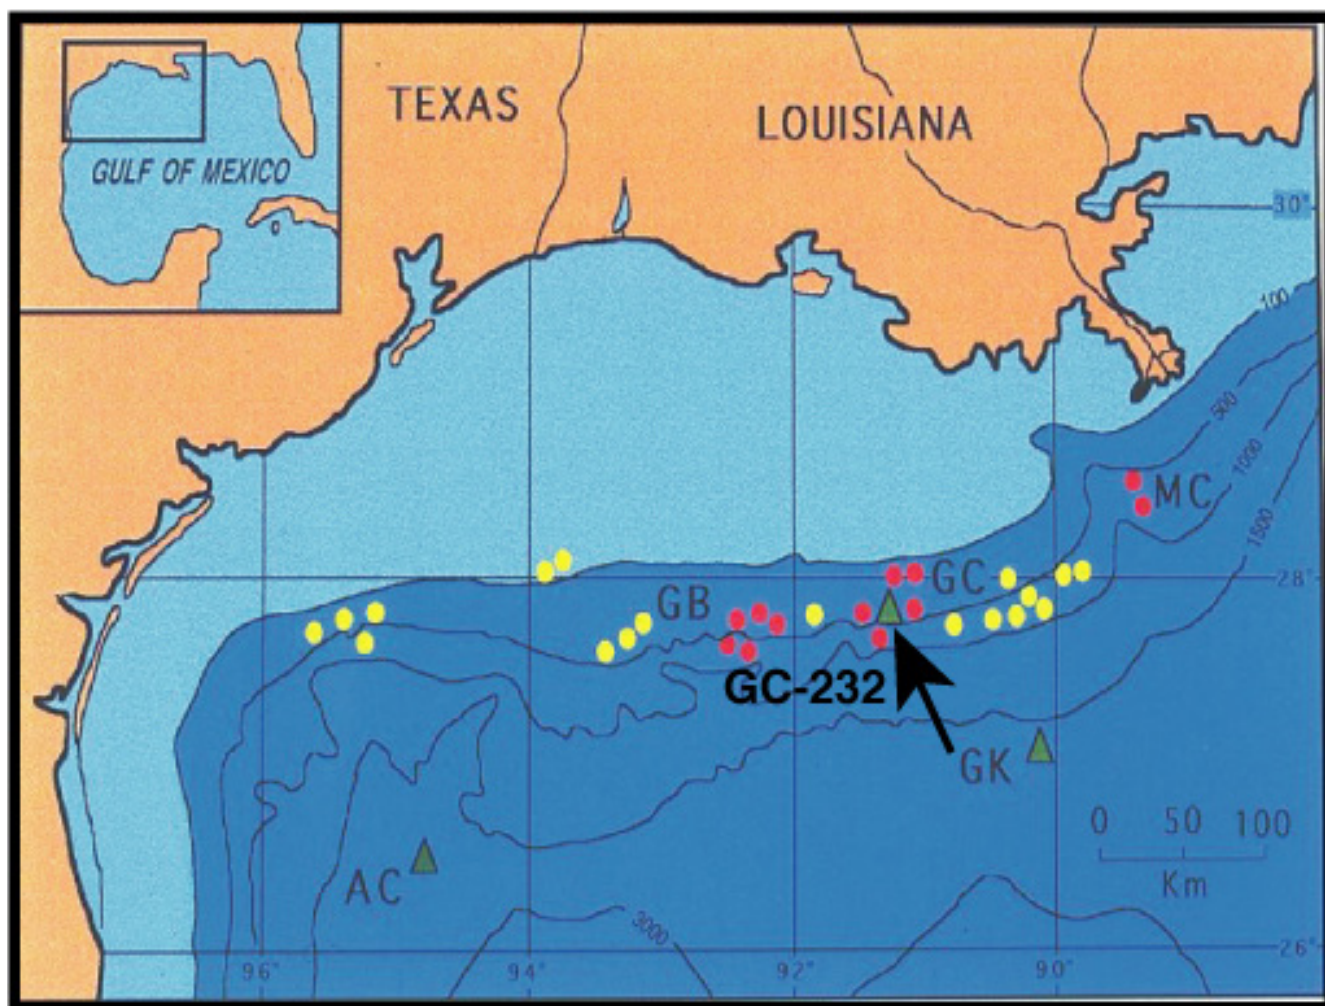 TEXAS
LOUISIANA
GULF OF MEXICO
30°
100
500
1000
MC
1500
28°
GC
GB
GC-232
GK
0 50 100
Km
AC
3000
26°
96° 94° 92° 90°